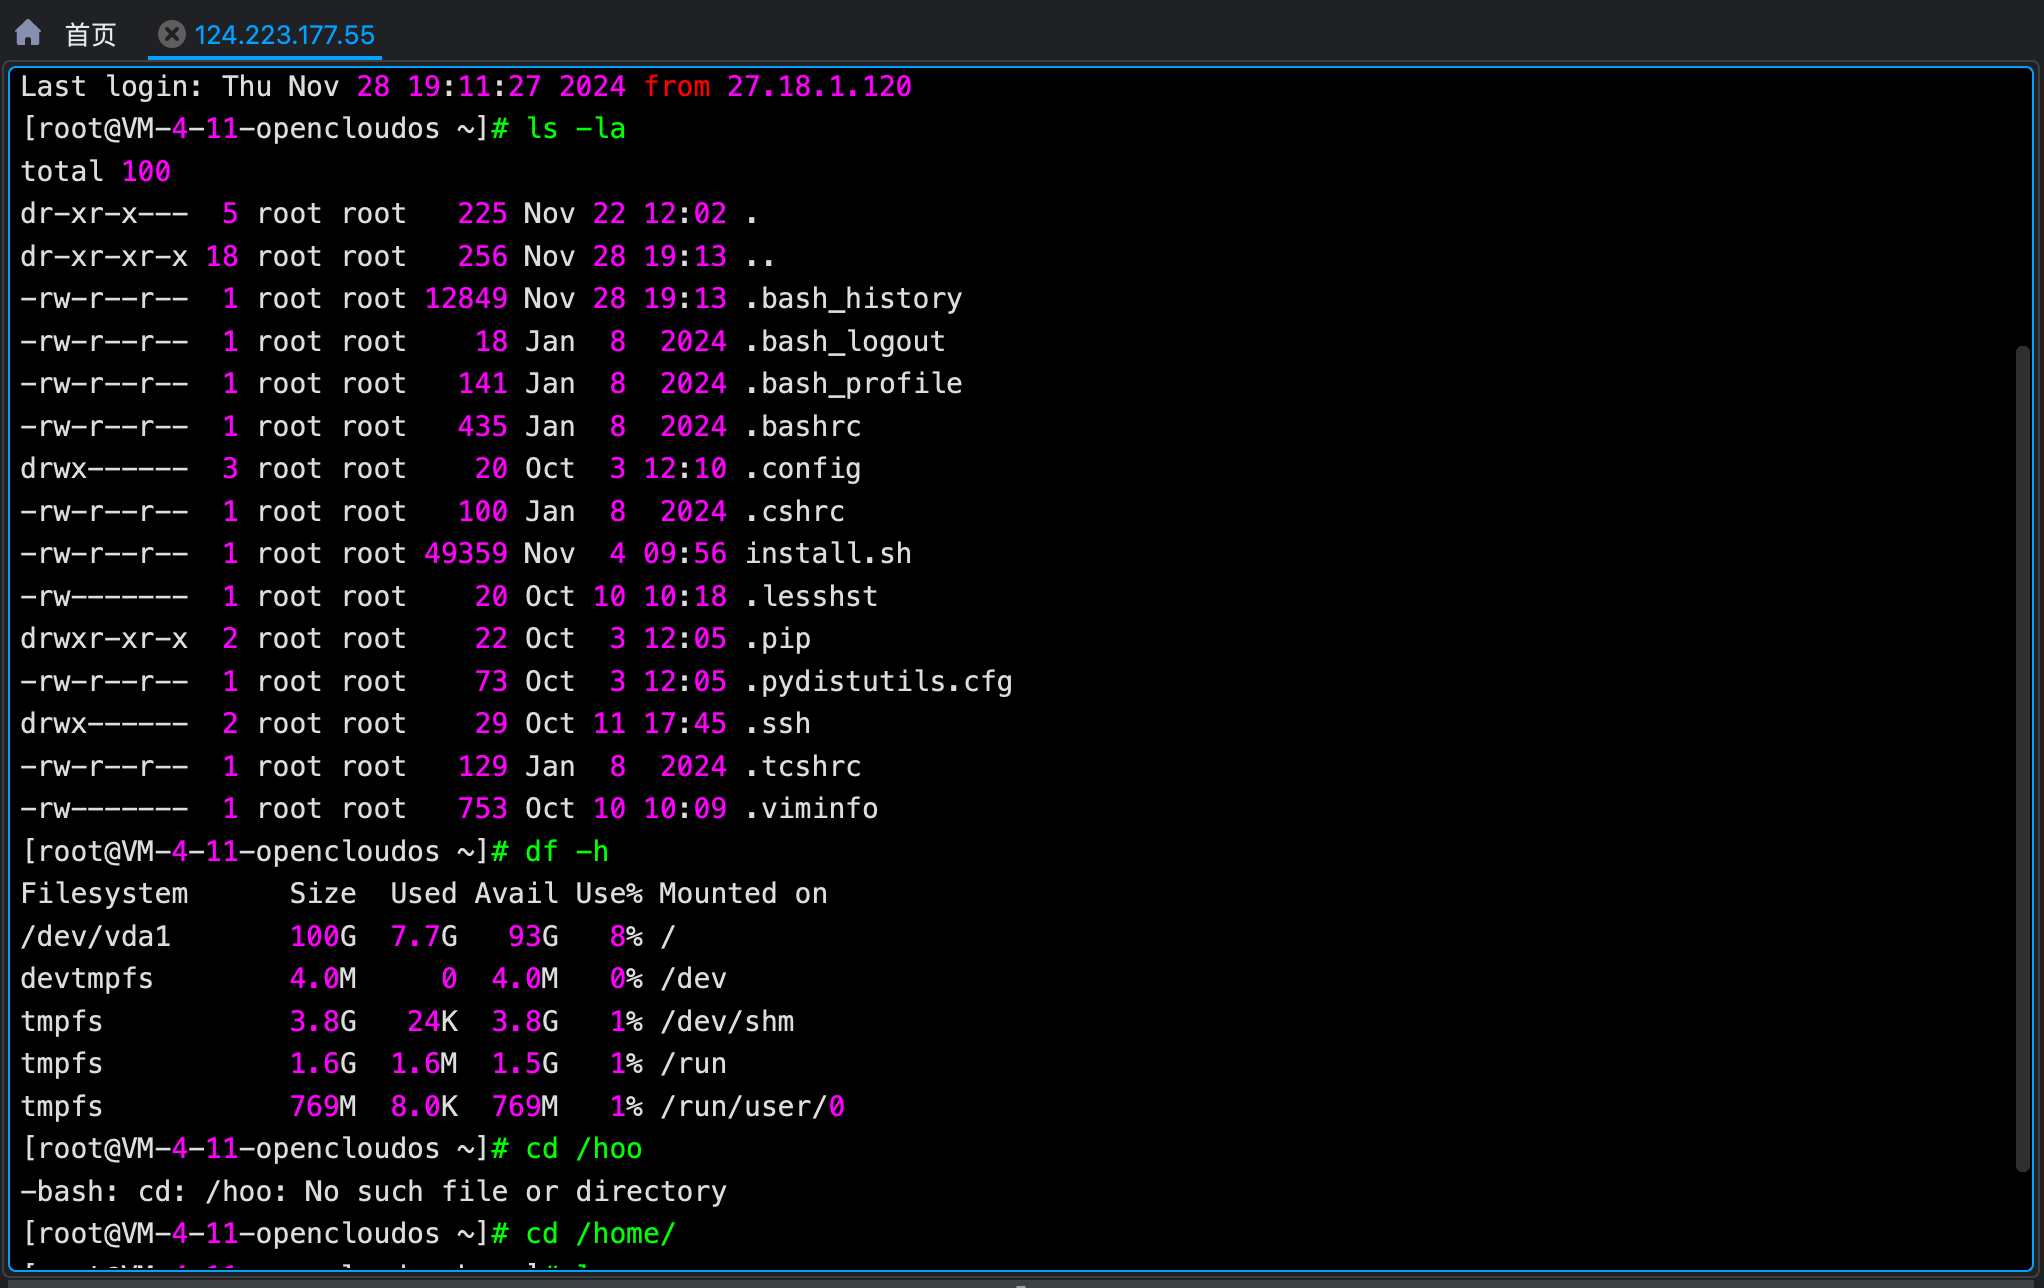 首页 124.223.177.55
Last login: Thu Nov 28 19:11:27 2024 from 27.18.1.120
[root@VM-4-11-opencloudos ~]# ls -la
total 100
dr-xr-x---  5 root root   225 Nov 22 12:02 .
dr-xr-xr-x 18 root root   256 Nov 28 19:13 ..
-rw-r--r--  1 root root 12849 Nov 28 19:13 .bash_history
-rw-r--r--  1 root root    18 Jan  8  2024 .bash_logout
-rw-r--r--  1 root root   141 Jan  8  2024 .bash_profile
-rw-r--r--  1 root root   435 Jan  8  2024 .bashrc
drwx------  3 root root    20 Oct  3 12:10 .config
-rw-r--r--  1 root root   100 Jan  8  2024 .cshrc
-rw-r--r--  1 root root 49359 Nov  4 09:56 install.sh
-rw-------  1 root root    20 Oct 10 10:18 .lesshst
drwxr-xr-x  2 root root    22 Oct  3 12:05 .pip
-rw-r--r--  1 root root    73 Oct  3 12:05 .pydistutils.cfg
drwx------  2 root root    29 Oct 11 17:45 .ssh
-rw-r--r--  1 root root   129 Jan  8  2024 .tcshrc
-rw-------  1 root root   753 Oct 10 10:09 .viminfo
[root@VM-4-11-opencloudos ~]# df -h
Filesystem      Size  Used Avail Use% Mounted on
/dev/vda1       100G  7.7G   93G   8% /
devtmpfs        4.0M     0  4.0M   0% /dev
tmpfs           3.8G   24K  3.8G   1% /dev/shm
tmpfs           1.6G  1.6M  1.5G   1% /run
tmpfs           769M  8.0K  769M   1% /run/user/0
[root@VM-4-11-opencloudos ~]# cd /hoo
-bash: cd: /hoo: No such file or directory
[root@VM-4-11-opencloudos ~]# cd /home/